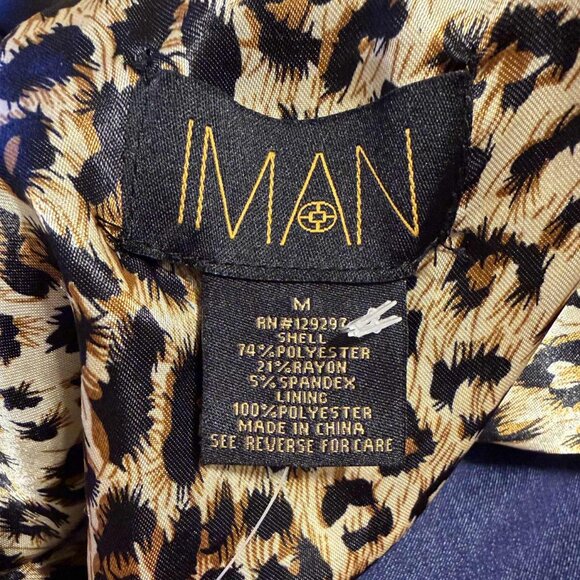 IMAN
M
RN#129297
SHELL
74%POLYESTER
21%RAYON
5%SPANDEX
LINING
100%POLYESTER
MADE IN CHINA
SEE REVERSE FOR CARE